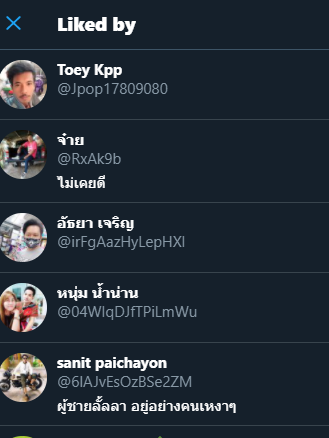 Liked by
Toey Kpp
@Jpop17809080
จ๋าย
@RxAk9b
ไม่เคยดี
อัธยา เจริญ
@irFgAazHyLepHXI
หนุ่ม น้ำน่าน
@04WlqDJfTPiLmWu
sanit paichayon
@6IAJvEsOzBSe2ZM
ผู้ชายลั้ลลา อยู่อย่างคนเหงาๆ